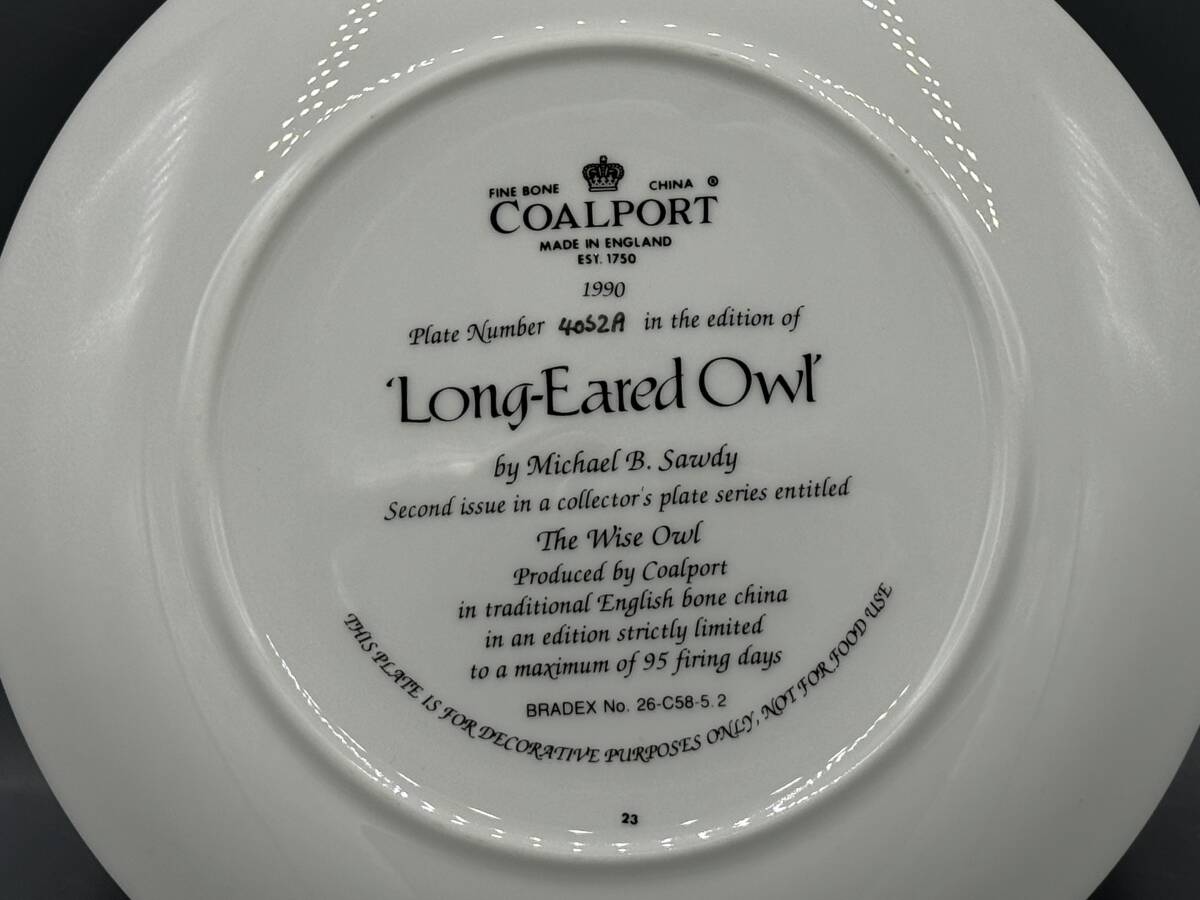 FINE BONE CHINA ®
COALPORT
MADE IN ENGLAND
EST. 1750
1990
Plate Number 4052A in the edition of
'Long-Eared Owl'
by Michael B. Sawdy
Second issue in a collector's plate series entitled
The Wise Owl
Produced by Coalport
in traditional English bone china
in an edition strictly limited
to a maximum of 95 firing days
BRADEX No. 26-C58-5.2
THIS PLATE IS FOR DECORATIVE PURPOSES ONLY, NOT FOR FOOD USE
23